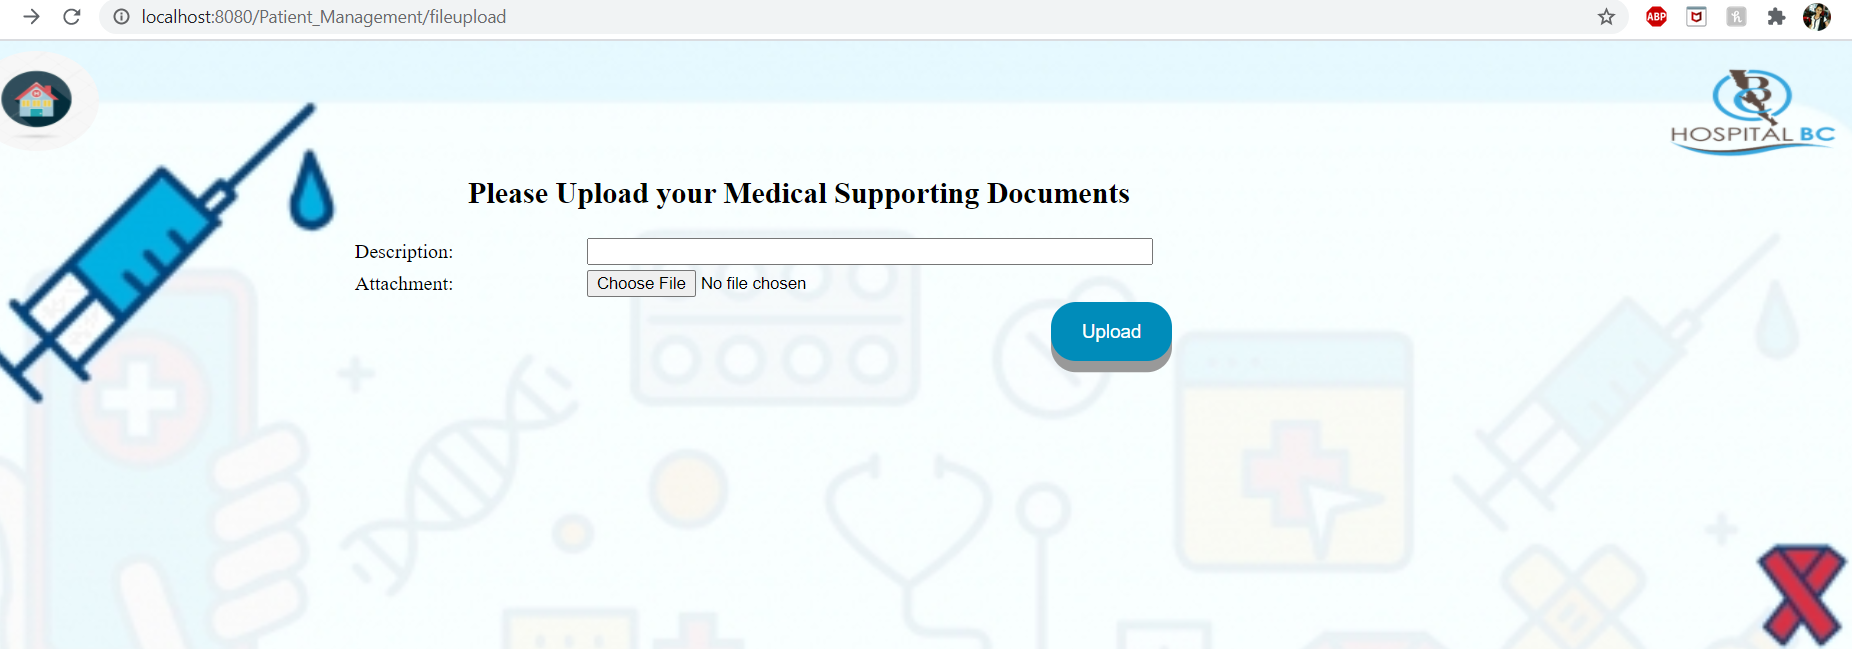 localhost:8080/Patient_Management/fileupload
ABP
HOSPITAL BC
Please Upload your Medical Supporting Documents
Description:
Attachment: Choose File No file chosen
Upload